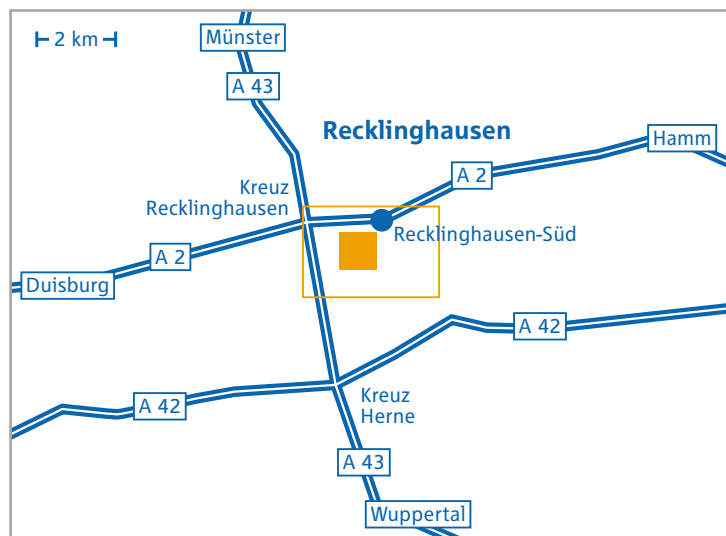 Münster
2 km
A 43
Recklinghausen
Hamm
A 2
Kreuz
Recklinghausen
Recklinghausen-Süd
A 2
Duisburg
A 42
A 42
Kreuz
Herne
A 43
Wuppertal